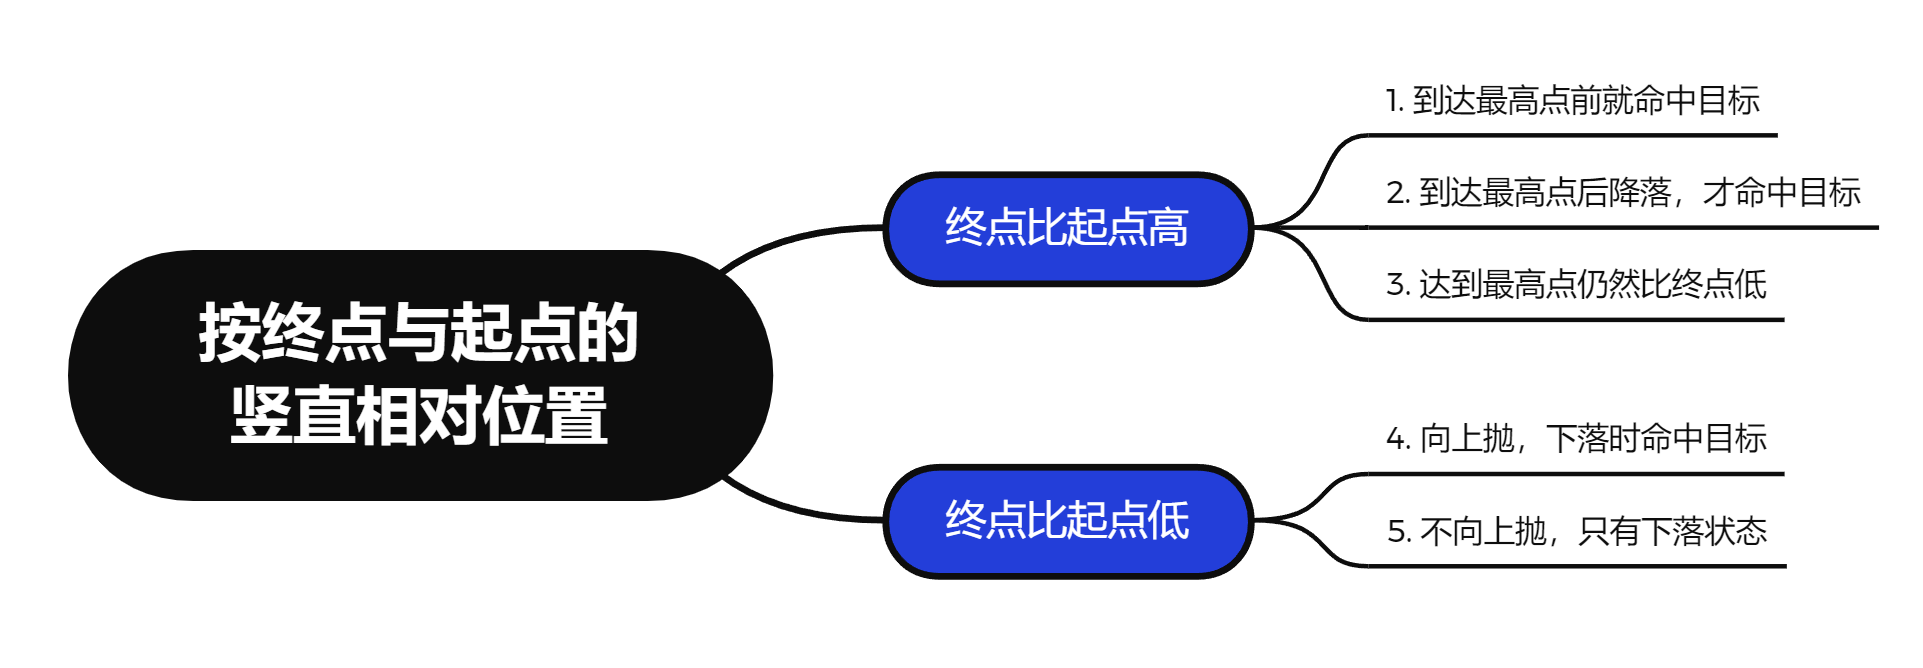 按终点与起点的
竖直相对位置
终点比起点高
1. 到达最高点前就命中目标
2. 到达最高点后降落，才命中目标
3. 达到最高点仍然比终点低
终点比起点低
4. 向上抛，下落时命中目标
5. 不向上抛，只有下落状态